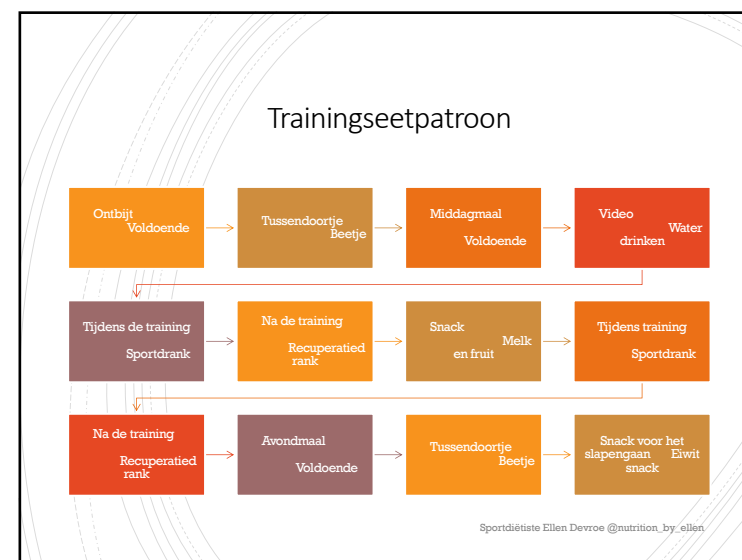 Trainingseetpatroon
Ontbijt
Voldoende
Tussendoortje
Beetje
Middagmaal
Voldoende
Video
Water
drinken
Tijdens de training
Sportdrank
Na de training
Recuperatied
rank
Snack
Melk
en fruit
Tijdens training
Sportdrank
Na de training
Recuperatied
rank
Avondmaal
Voldoende
Tussendoortje
Beetje
Snack voor het
slapengaan Eiwit
snack
Sportdiëtiste Ellen Devroe @nutrition_by_ellen